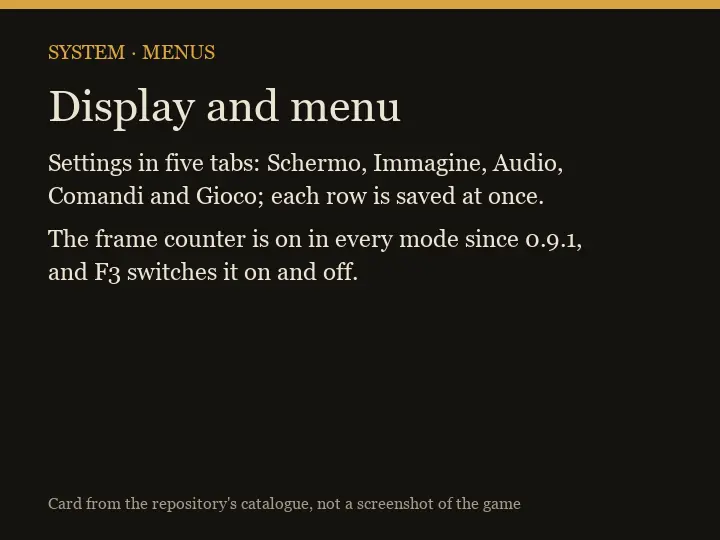 SYSTEM · MENUS
Display and menu
Settings in five tabs: Schermo, Immagine, Audio,
Comandi and Gioco; each row is saved at once.
The frame counter is on in every mode since 0.9.1,
and F3 switches it on and off.
Card from the repository's catalogue, not a screenshot of the game